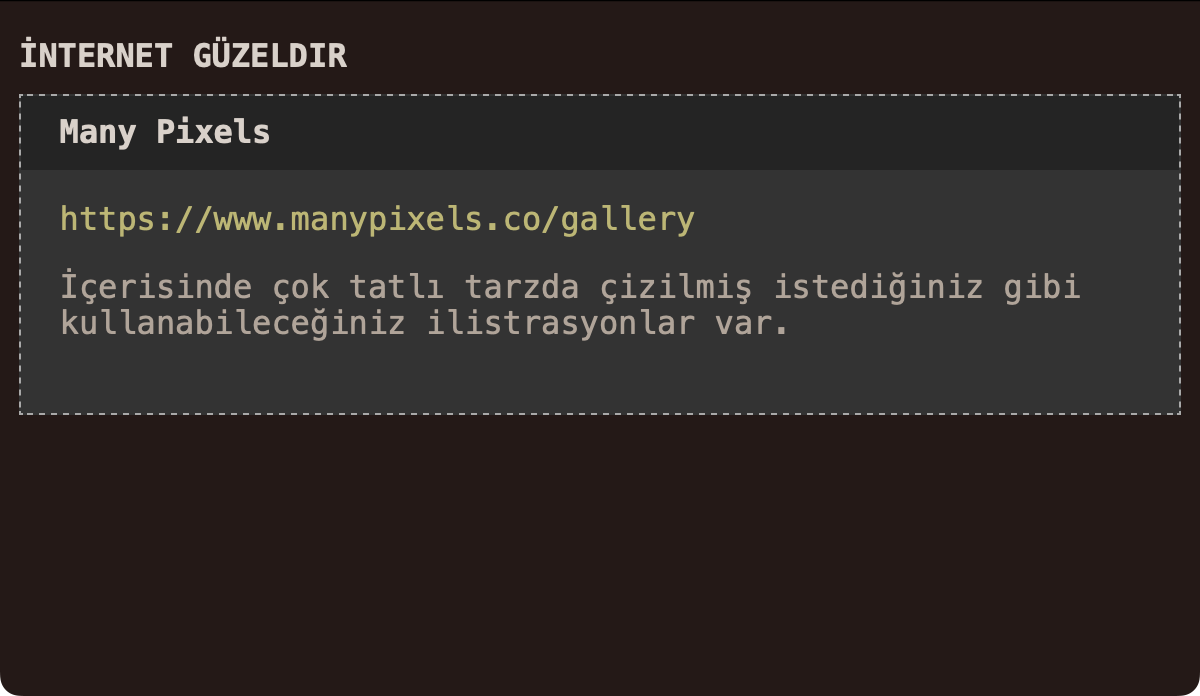 İNTERNET GÜZELDIR
Many Pixels
https://www.manypixels.co/gallery
İçerisinde çok tatlı tarzda çizilmiş istediğiniz gibi
kullanabileceğiniz ilistrasyonlar var.